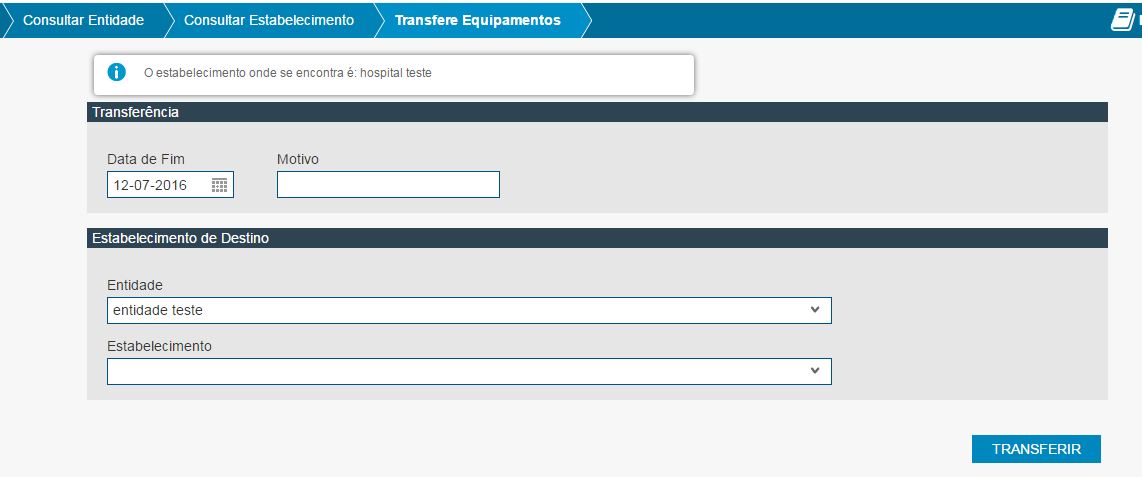 Consultar Entidade Consultar Estabelecimento Transfere Equipamentos
O estabelecimento onde se encontra é: hospital teste
Transferência
Data de Fim Motivo
12-07-2016
Estabelecimento de Destino
Entidade
entidade teste
Estabelecimento
TRANSFERIR